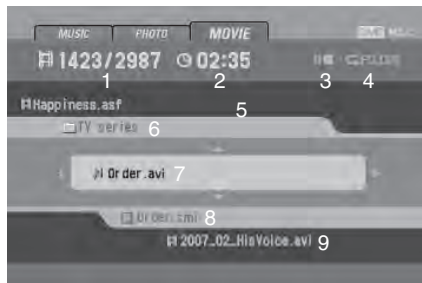 MUSIC PHOTO MOVIE
1423/2987 02:35
1 2 3 4
Happiness.asf 5
TV series 6
Order.avi 7
Order.smi 8
2007_02_HisVoice.avi 9